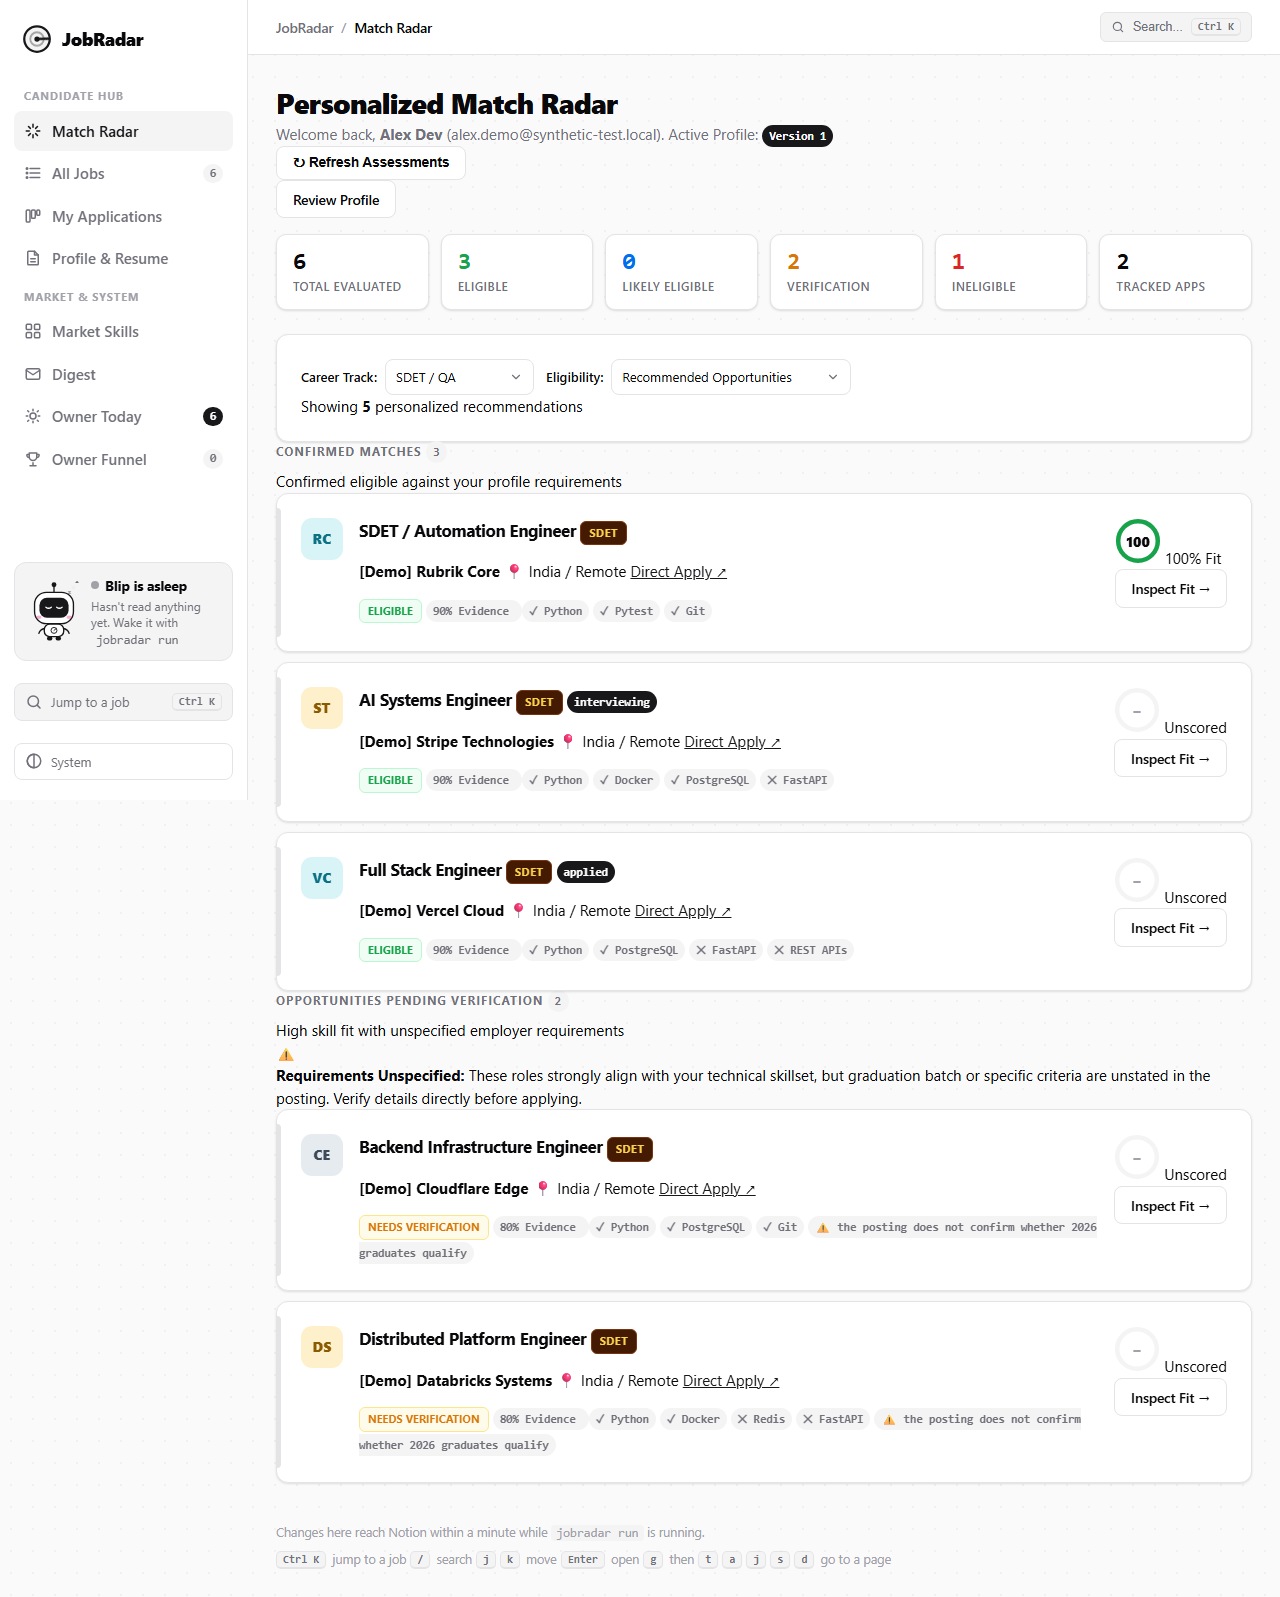 JobRadar
CANDIDATE HUB
Match Radar
All Jobs 6
My Applications
Profile & Resume
MARKET & SYSTEM
Market Skills
Digest
Owner Today 6
Owner Funnel 0
Blip is asleep
Hasn't read anything
yet. Wake it with
jobradar run
Jump to a job Ctrl K
System
JobRadar / Match Radar
Search... Ctrl K
Personalized Match Radar
Welcome back, Alex Dev (alex.demo@synthetic-test.local). Active Profile: Version 1
↻ Refresh Assessments
Review Profile
6
TOTAL EVALUATED
3
ELIGIBLE
0
LIKELY ELIGIBLE
2
VERIFICATION
1
INELIGIBLE
2
TRACKED APPS
Career Track: SDET / QA Eligibility: Recommended Opportunities
Showing 5 personalized recommendations
CONFIRMED MATCHES 3
Confirmed eligible against your profile requirements
RC
SDET / Automation Engineer SDET
[Demo] Rubrik Core 📍 India / Remote Direct Apply ↗
ELIGIBLE 90% Evidence ✓ Python ✓ Pytest ✓ Git
100 100% Fit
Inspect Fit →
ST
AI Systems Engineer SDET interviewing
[Demo] Stripe Technologies 📍 India / Remote Direct Apply ↗
ELIGIBLE 90% Evidence ✓ Python ✓ Docker ✓ PostgreSQL ✕ FastAPI
– Unscored
Inspect Fit →
VC
Full Stack Engineer SDET applied
[Demo] Vercel Cloud 📍 India / Remote Direct Apply ↗
ELIGIBLE 90% Evidence ✓ Python ✓ PostgreSQL ✕ FastAPI ✕ REST APIs
– Unscored
Inspect Fit →
OPPORTUNITIES PENDING VERIFICATION 2
High skill fit with unspecified employer requirements
⚠️
Requirements Unspecified: These roles strongly align with your technical skillset, but graduation batch or specific criteria are unstated in the
posting. Verify details directly before applying.
CE
Backend Infrastructure Engineer SDET
[Demo] Cloudflare Edge 📍 India / Remote Direct Apply ↗
NEEDS VERIFICATION 80% Evidence ✓ Python ✓ PostgreSQL ✓ Git ⚠️ the posting does not confirm whether 2026
graduates qualify
– Unscored
Inspect Fit →
DS
Distributed Platform Engineer SDET
[Demo] Databricks Systems 📍 India / Remote Direct Apply ↗
NEEDS VERIFICATION 80% Evidence ✓ Python ✓ Docker ✕ Redis ✕ FastAPI ⚠️ the posting does not confirm
whether 2026 graduates qualify
– Unscored
Inspect Fit →
Changes here reach Notion within a minute while jobradar run is running.
Ctrl K jump to a job / search j k move Enter open g then t a j s d go to a page